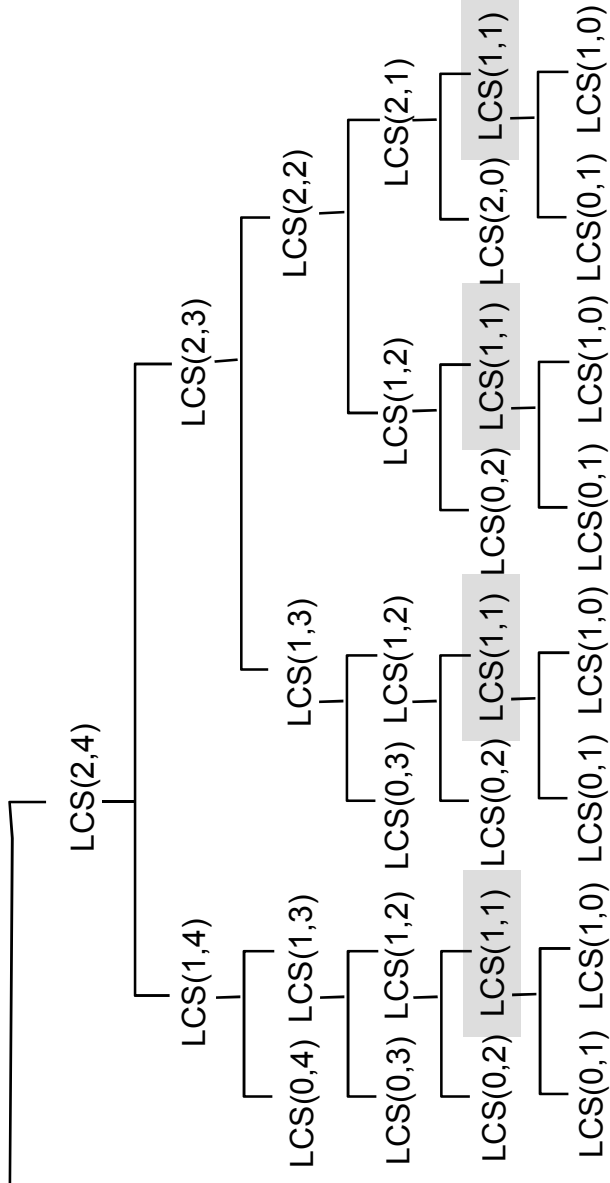 LCS(2,4)
LCS(1,4) LCS(2,3)
LCS(0,4) LCS(1,3) LCS(1,3) LCS(2,2)
LCS(0,3) LCS(1,2) LCS(0,3) LCS(1,2) LCS(1,2) LCS(2,1)
LCS(0,2) LCS(1,1) LCS(0,2) LCS(1,1) LCS(0,2) LCS(1,1) LCS(2,0) LCS(1,1)
LCS(0,1) LCS(1,0) LCS(0,1) LCS(1,0) LCS(0,1) LCS(1,0) LCS(0,1) LCS(1,0)